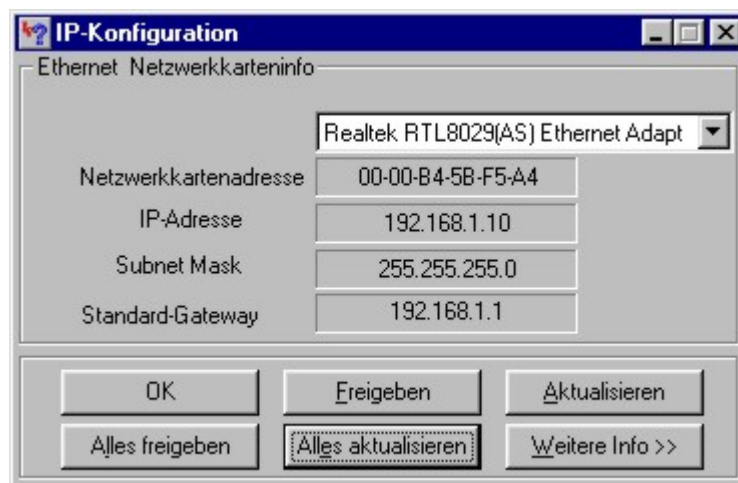 IP-Konfiguration
Ethernet Netzwerkkarteninfo
Realtek RTL8029(AS) Ethernet Adapt
Netzwerkkartenadresse 00-00-B4-5B-F5-A4
IP-Adresse 192.168.1.10
Subnet Mask 255.255.255.0
Standard-Gateway 192.168.1.1
OK Freigeben Aktualisieren
Alles freigeben Alles aktualisieren Weitere Info >>